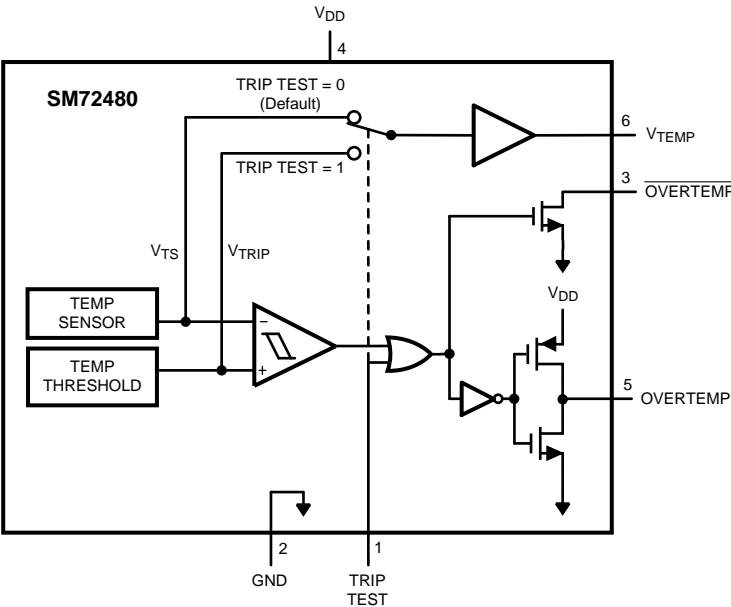 VDD
4
SM72480
TRIP TEST = 0
(Default)
6
VTEMP
TRIP TEST = 1
3
OVERTEMP
VTS
VTRIP
VDD
TEMP
SENSOR
−
TEMP
THRESHOLD
+
5
OVERTEMP
2
1
GND
TRIP
TEST